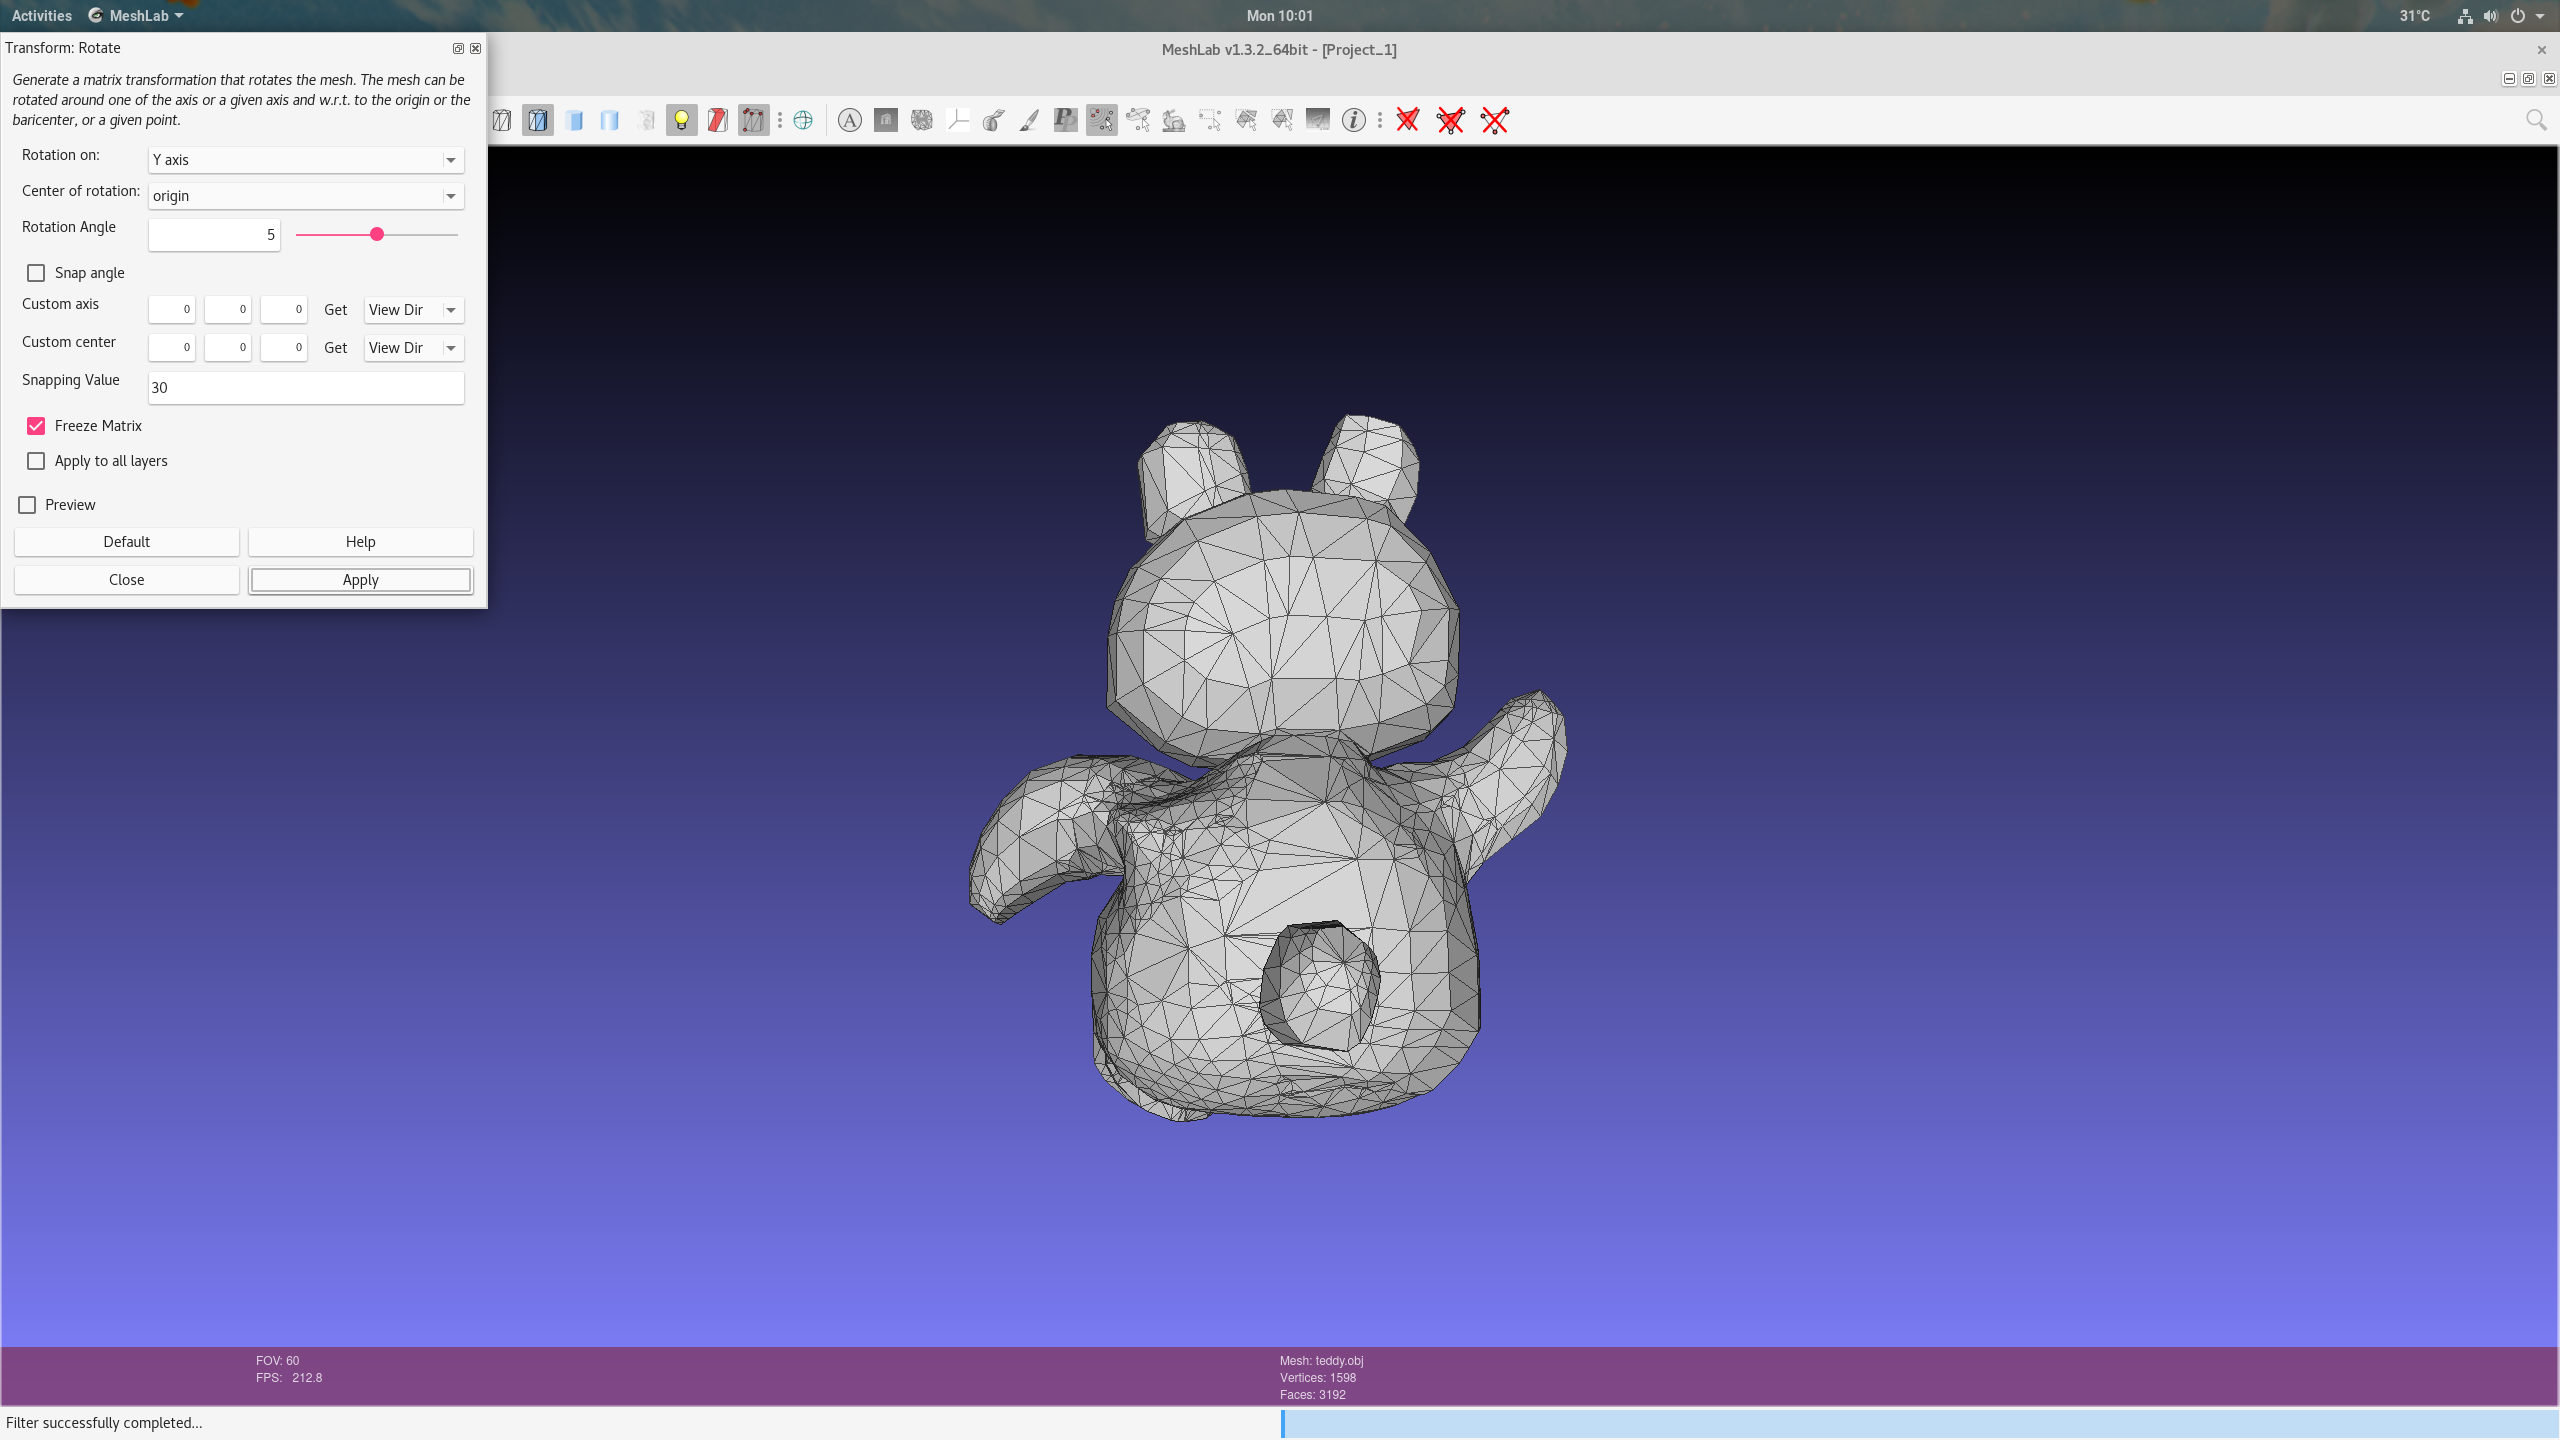 Activities
MeshLab
Mon 10:01
31°C
Transform: Rotate
MeshLab v1.3.2_64bit - [Project_1]
Generate a matrix transformation that rotates the mesh. The mesh can be
rotated around one of the axis or a given axis and w.r.t. to the origin or the
baricenter, or a given point.
Rotation on:
Y axis
Center of rotation:
origin
Rotation Angle
5
Snap angle
Custom axis
0 0 0 Get View Dir
Custom center
0 0 0 Get View Dir
Snapping Value
30
Freeze Matrix
Apply to all layers
Preview
Default
Help
Close
Apply
FOV: 60
FPS: 212.8
Mesh: teddy.obj
Vertices: 1598
Faces: 3192
Filter successfully completed...